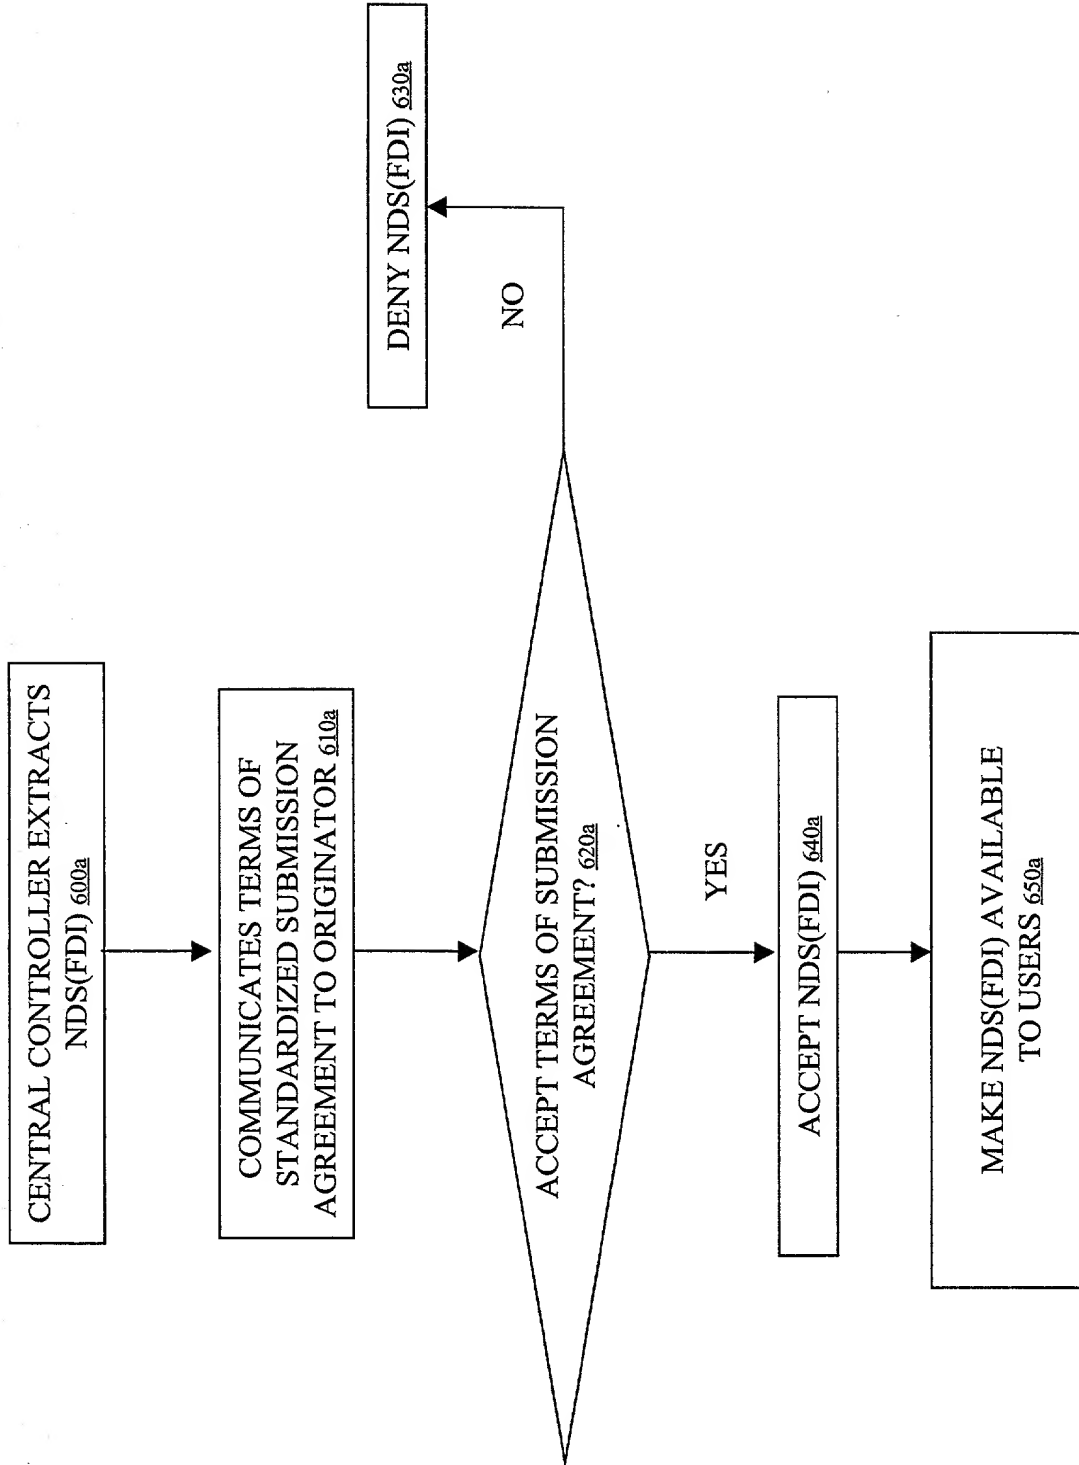 CENTRAL CONTROLLER EXTRACTS
NDS(FDI) 600a
COMMUNICATES TERMS OF
STANDARDIZED SUBMISSION
AGREEMENT TO ORIGINATOR 610a
ACCEPT TERMS OF SUBMISSION
AGREEMENT? 620a
NO
DENY NDS(FDI) 630a
YES
ACCEPT NDS(FDI) 640a
MAKE NDS(FDI) AVAILABLE
TO USERS 650a